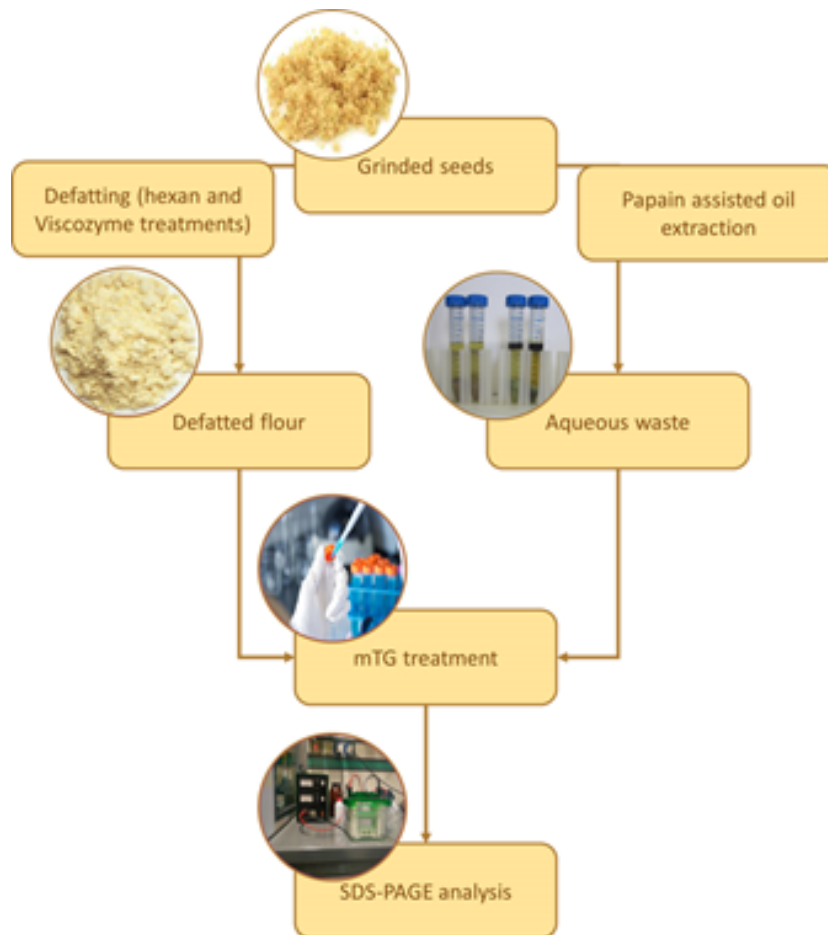 Grinded seeds
Defatting (hexan and
Viscozyme treatments)
Papain assisted oil
extraction
Defatted flour
Aqueous waste
mTG treatment
SDS-PAGE analysis